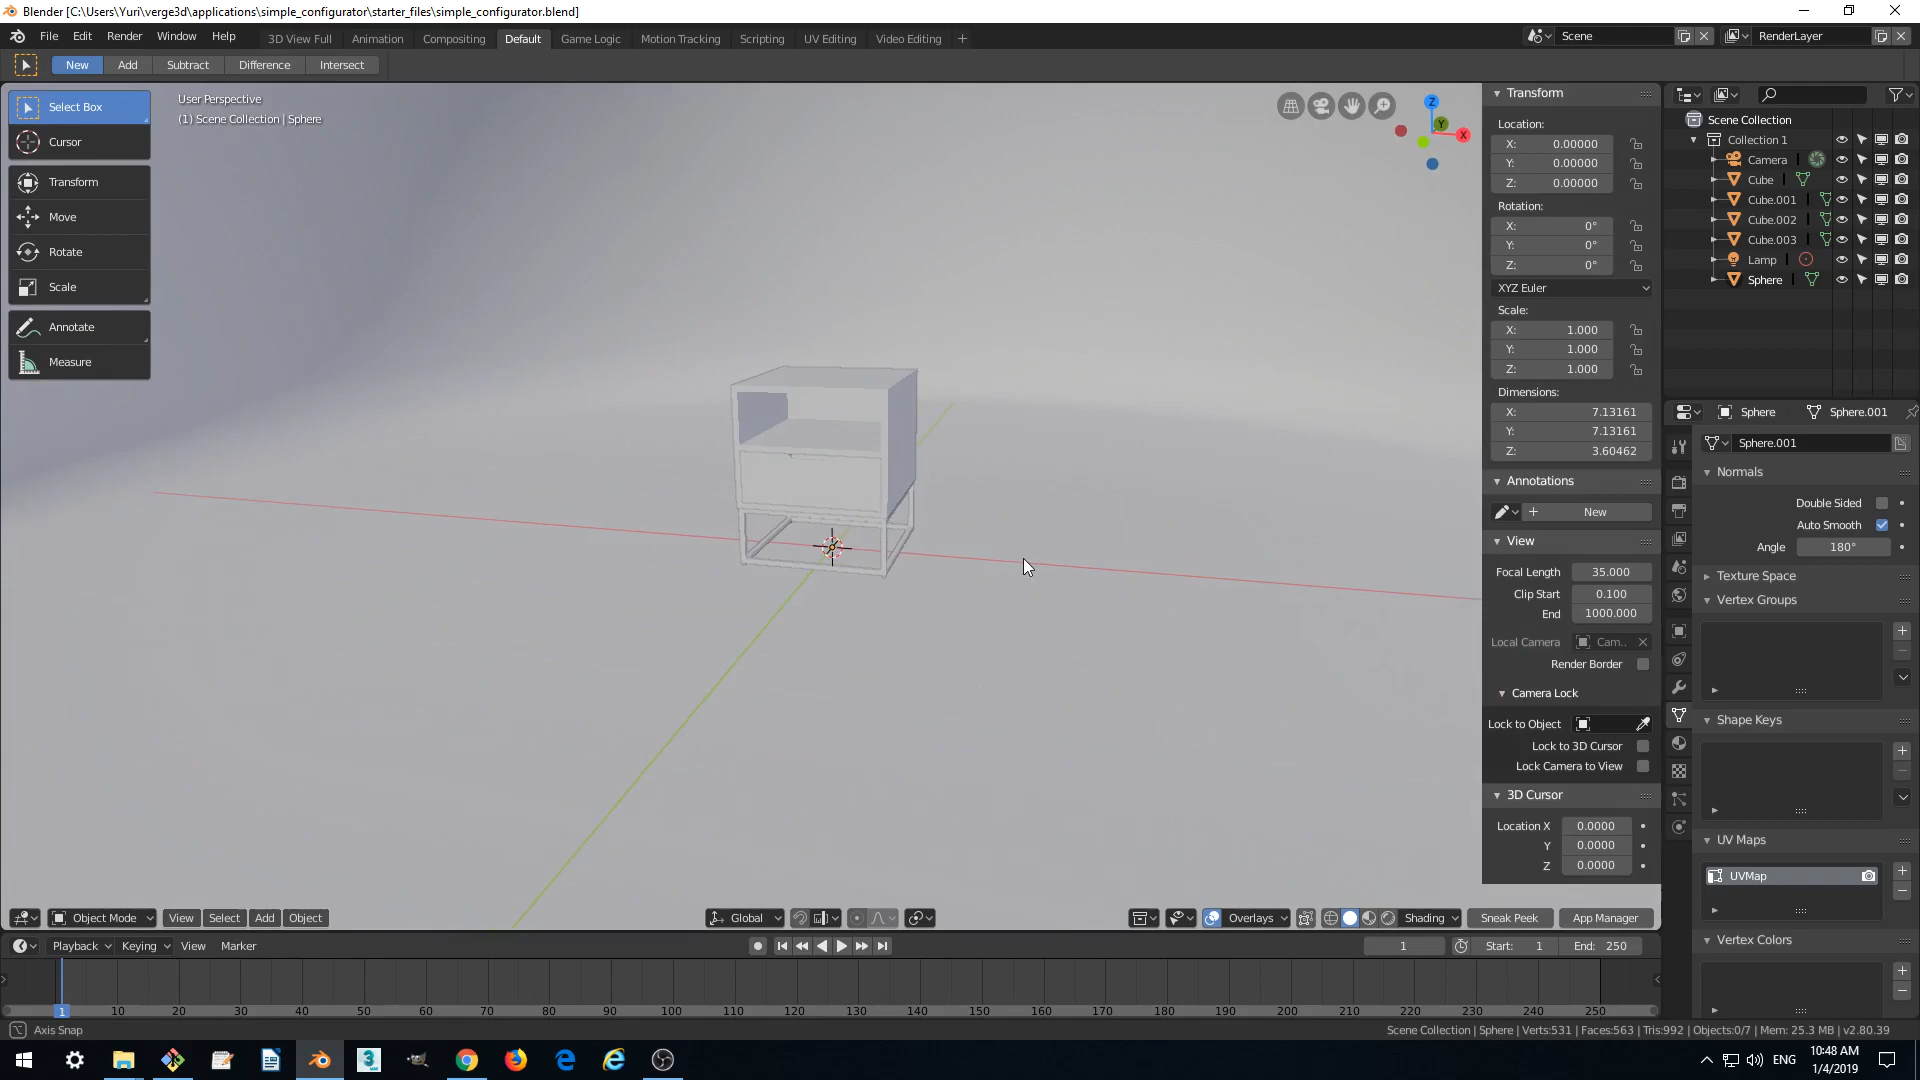 Blender [C:\Users\Yuri\verge3d\applications\simple_configurator\starter_files\simple_configurator.blend]
File Edit Render Window Help 3D View Full Animation Compositing Default Game Logic Motion Tracking Scripting UV Editing Video Editing + Scene RenderLayer
New Add Subtract Difference Intersect
Select Box
Cursor
Transform
Move
Rotate
Scale
Annotate
Measure
User Perspective
(1) Scene Collection | Sphere
Z
Y
X
Transform
Location:
X: 0.00000
Y: 0.00000
Z: 0.00000
Rotation:
X: 0°
Y: 0°
Z: 0°
XYZ Euler
Scale:
X: 1.000
Y: 1.000
Z: 1.000
Dimensions:
X: 7.13161
Y: 7.13161
Z: 3.60462
Annotations
+ New
View
Focal Length 35.000
Clip Start 0.100
End 1000.000
Local Camera Cam..
Render Border
Camera Lock
Lock to Object
Lock to 3D Cursor
Lock Camera to View
3D Cursor
Location X 0.0000
Y 0.0000
Z 0.0000
Scene Collection
Collection 1
Camera
Cube
Cube.001
Cube.002
Cube.003
Lamp
Sphere
Sphere Sphere.001
Sphere.001
Normals
Double Sided
Auto Smooth
Angle 180°
Texture Space
Vertex Groups
Shape Keys
UV Maps
UVMap
Vertex Colors
Object Mode View Select Add Object Global Overlays Shading Sneak Peek App Manager
Playback Keying View Marker 1 Start: 1 End: 250
1 10 20 30 40 50 60 70 80 90 100 110 120 130 140 150 160 170 180 190 200 210 220 230 240 250
Axis Snap Scene Collection | Sphere | Verts:531 | Faces:563 | Tris:992 | Objects:0/7 | Mem: 25.3 MB | v2.80.39
ENG 10:48 AM
1/4/2019